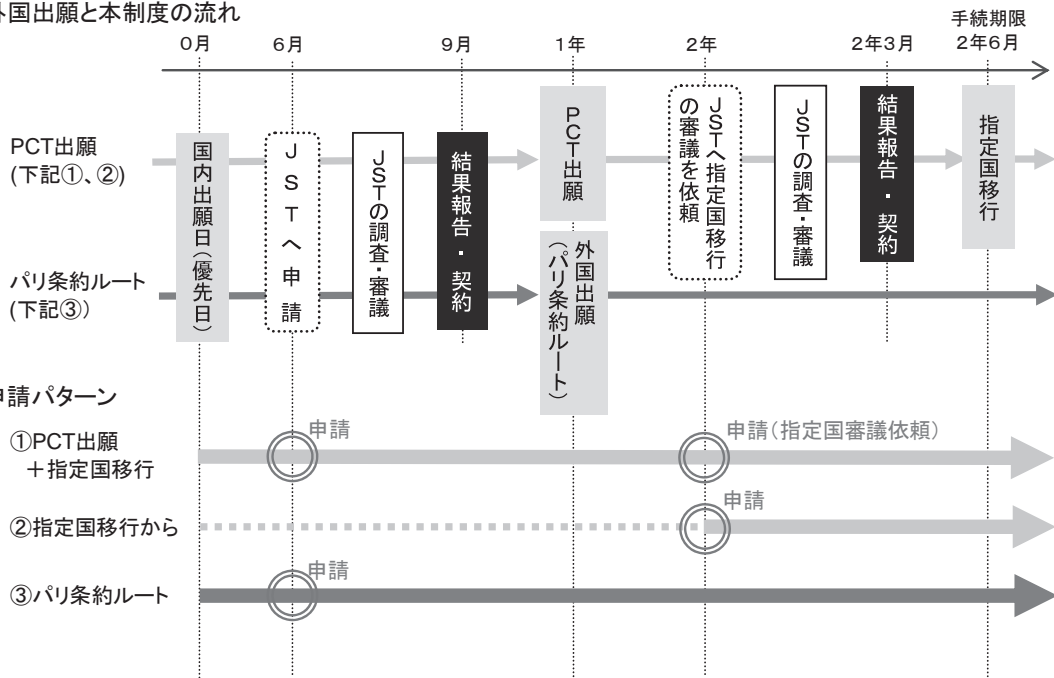 外国出願と本制度の流れ
手続期限
0月
6月
9月
1年
2年
2年3月
2年6月
PCT出願
(下記①、②)
パリ条約ルート
(下記③)
国内出願日(優先日)
JSTへ申請
JSTの調査・審議
結果報告・契約
PCT出願
外国出願
(パリ条約ルート)
JSTへ指定国移行
の審議を依頼
JSTの調査・審議
結果報告・契約
指定国移行
申請パターン
①PCT出願
+指定国移行
申請
申請(指定国審議依頼)
②指定国移行から
申請
③パリ条約ルート
申請